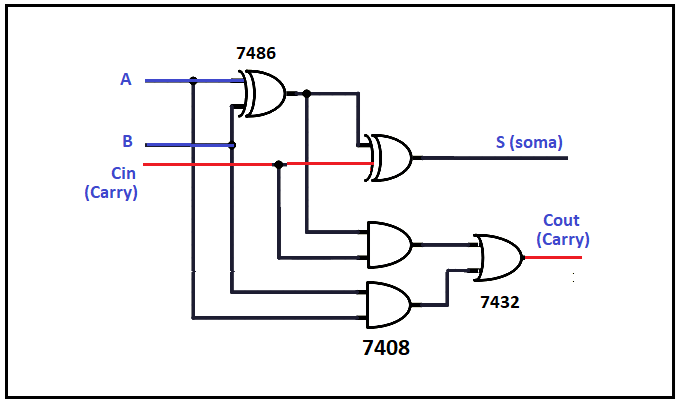 7486
A
B
S (soma)
Cin
(Carry)
Cout
(Carry)
7432
7408